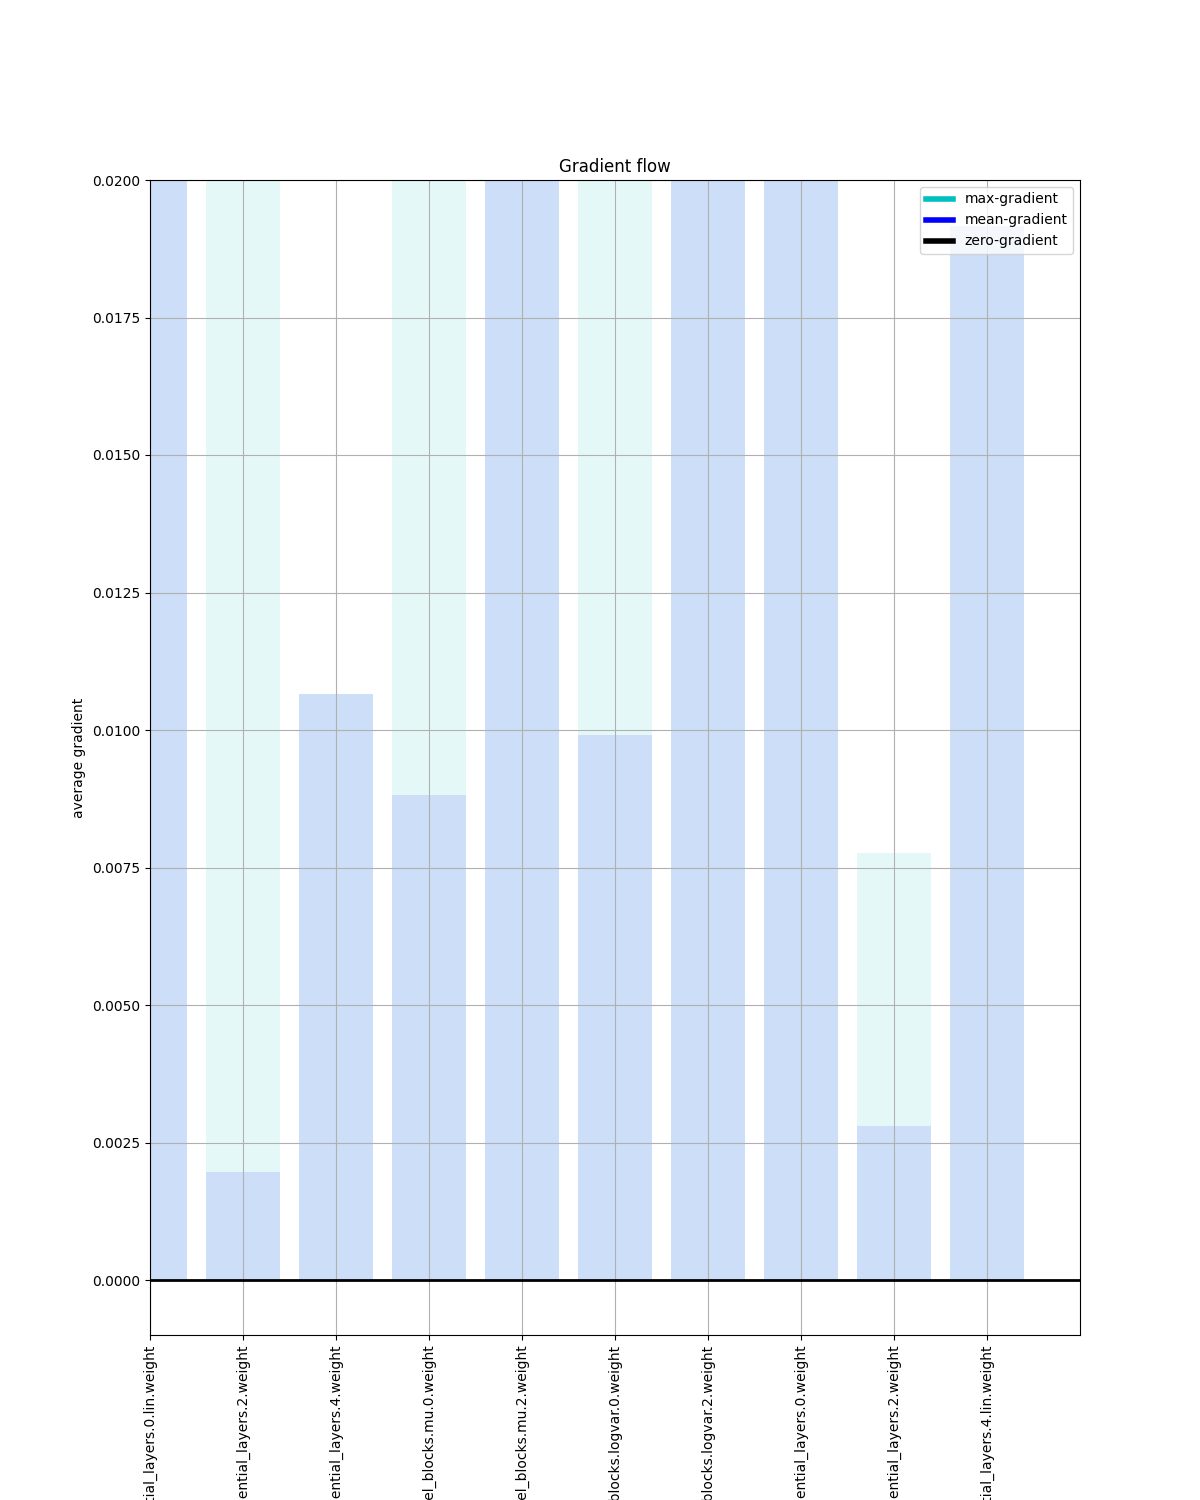 Gradient flow
max-gradient
mean-gradient
zero-gradient
0.0200
0.0175
0.0150
0.0125
0.0100
0.0075
0.0050
0.0025
0.0000
average gradient
tial_layers.0.lin.weight
ential_layers.2.weight
ential_layers.4.weight
el_blocks.mu.0.weight
el_blocks.mu.2.weight
blocks.logvar.0.weight
blocks.logvar.2.weight
ential_layers.0.weight
ential_layers.2.weight
tial_layers.4.lin.weight